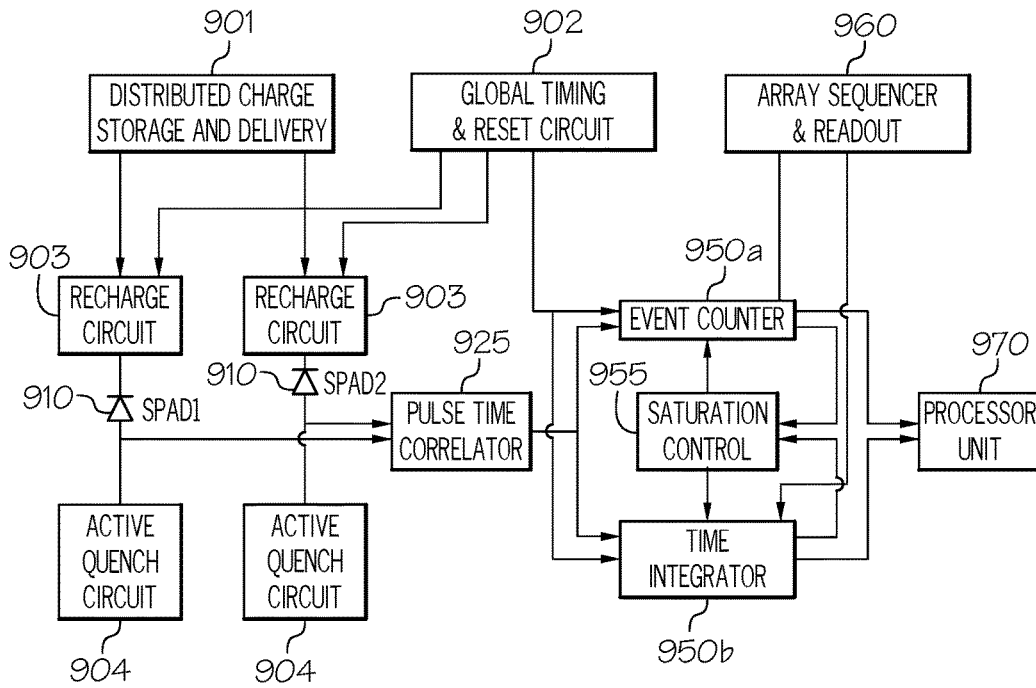 901
902
960
DISTRIBUTED CHARGE
STORAGE AND DELIVERY
GLOBAL TIMING
& RESET CIRCUIT
ARRAY SEQUENCER
& READOUT
903
RECHARGE
CIRCUIT
RECHARGE
CIRCUIT
903
950a
EVENT COUNTER
910
SPAD1
910
SPAD2
925
PULSE TIME
CORRELATOR
955
SATURATION
CONTROL
970
PROCESSOR
UNIT
ACTIVE
QUENCH
CIRCUIT
ACTIVE
QUENCH
CIRCUIT
TIME
INTEGRATOR
904
904
950b